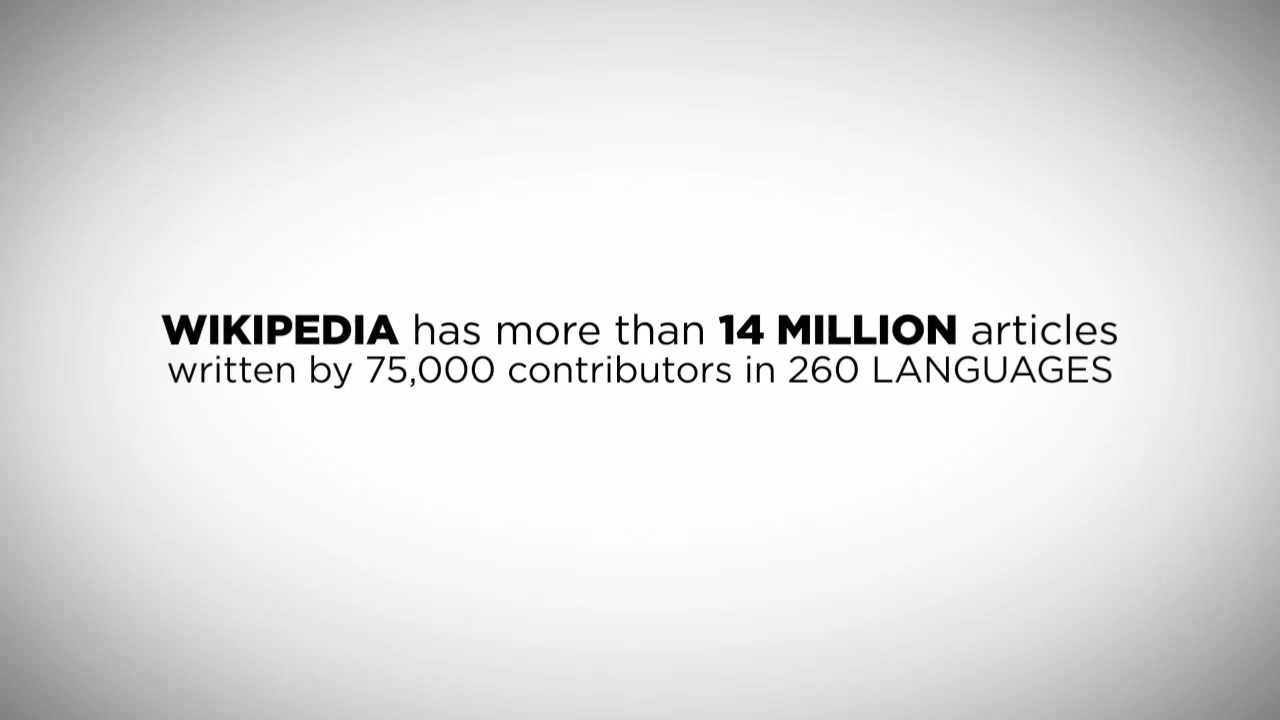 WIKIPEDIA has more than 14 MILLION articles
written by 75,000 contributors in 260 LANGUAGES